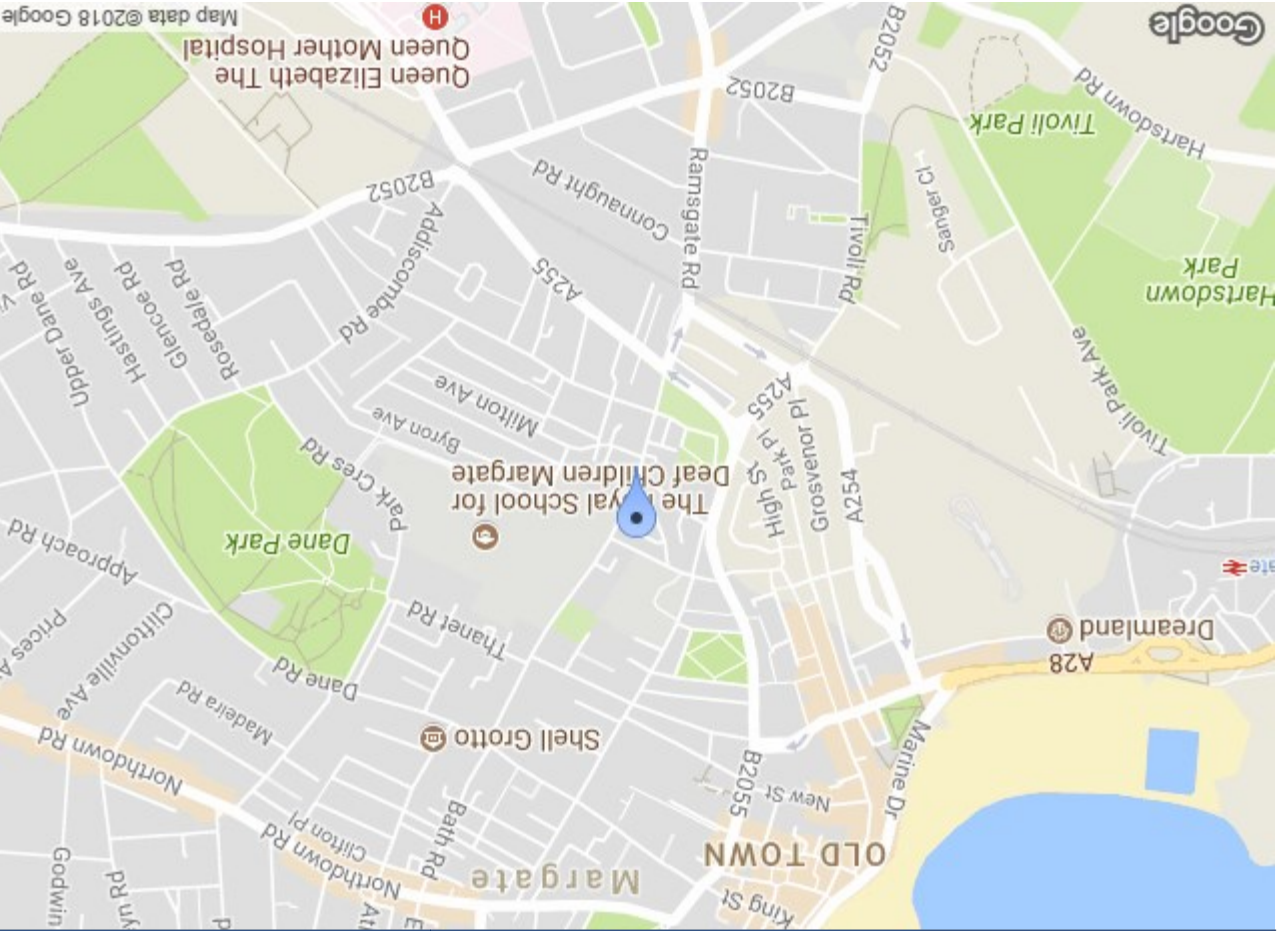 King St
OLD TOWN
Margate
Godwin
yn Rd
New St
Bath Rd
Clifton Pl
Northdown Rd
Northdown Rd
Marine Dr
B2055
Shell Grotto
Madeira Rd
Cliftonville Ave
Prices A
A28
Dreamland
Dane Rd
Thanet Rd
ate
Approach Rd
Dane Park
A254
High St
Park Pl
Grosvenor Pl
A255
The Royal School for
Deaf Children Margate
Park Cres Rd
Byron Ave
Milton Ave
Tivoli Park Ave
Upper Dane Rd
Hastings Ave
Glencoe Rd
Rosedale Rd
Addiscombe Rd
A255
Hartsdown
Park
Tivoli Rd
Sanger Cl
Ramsgate Rd
Connaught Rd
B2052
Hartsdown Rd
Tivoli Park
B2052
B2052
Queen Elizabeth The
Queen Mother Hospital
H
Google
Map data ©2018 Google